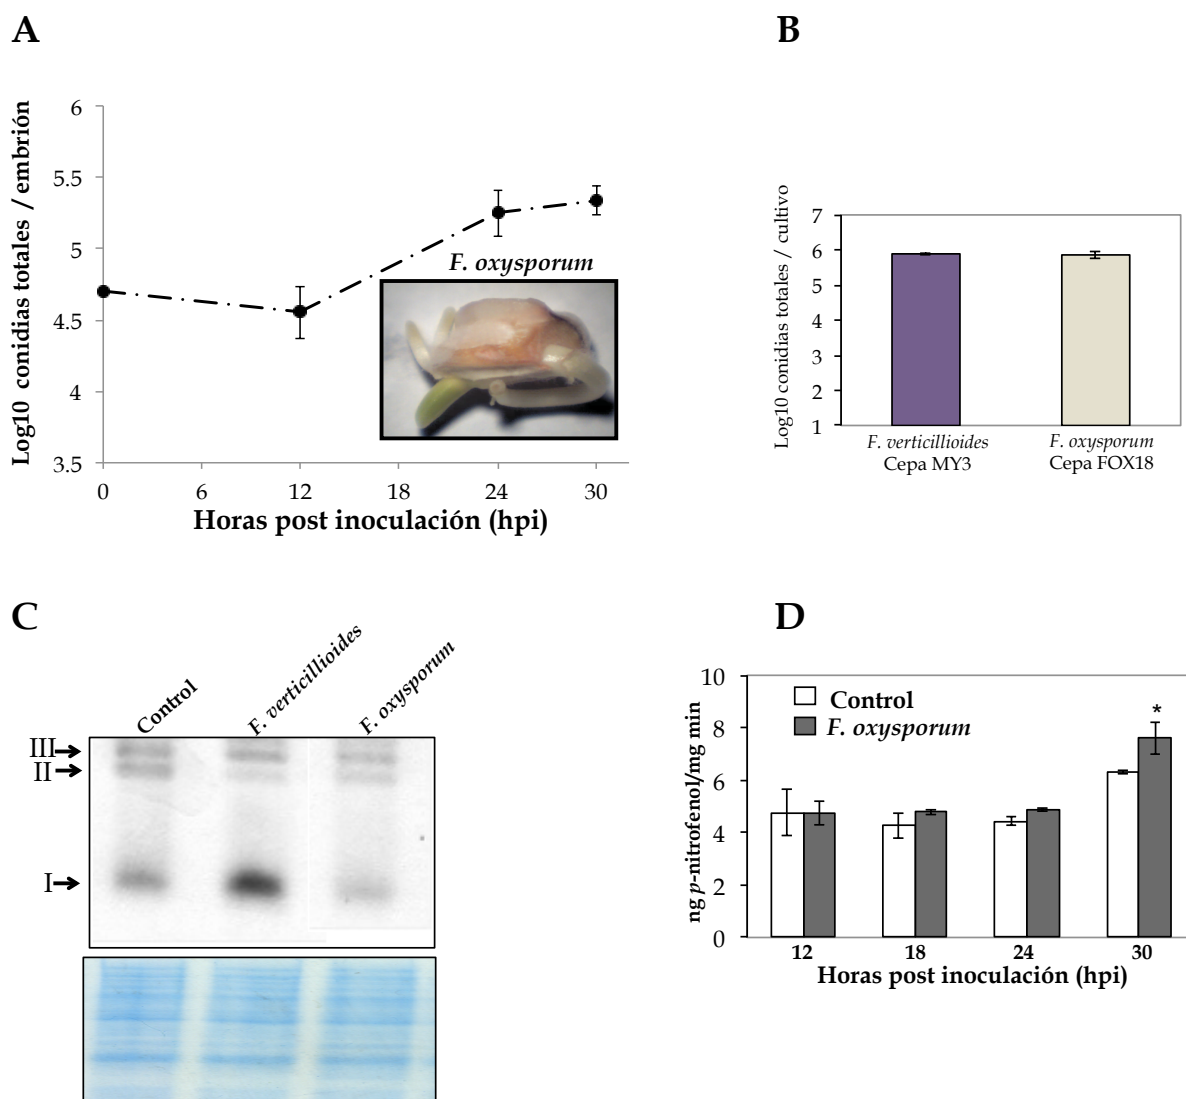 A
Log10 conidias totales / embrión
6
5.5
5
4.5
4
3.5
F. oxysporum
0 6 12 18 24 30
Horas post inoculación (hpi)
B
Log10 conidias totales / cultivo
7
6
5
4
3
2
1
F. verticillioides
Cepa MY3
F. oxysporum
Cepa FOX18
C
Control
F. verticillioides
F. oxysporum
III
II
I
D
ng p-nitrofenol/mg min
10
8
6
4
2
0
Control
F. oxysporum
*
12 18 24 30
Horas post inoculación (hpi)